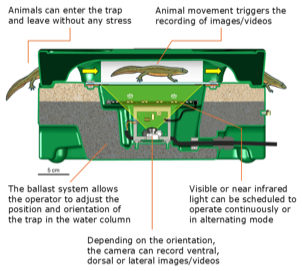 Animals can enter the trap
and leave without any stress
Animal movement triggers the
recording of images/videos
5 cm
The ballast system allows
the operator to adjust the
position and orientation of
the trap in the water column
Visible or near infrared
light can be scheduled to
operate continuously or
in alternating mode
Depending on the orientation,
the camera can record ventral,
dorsal or lateral images/videos